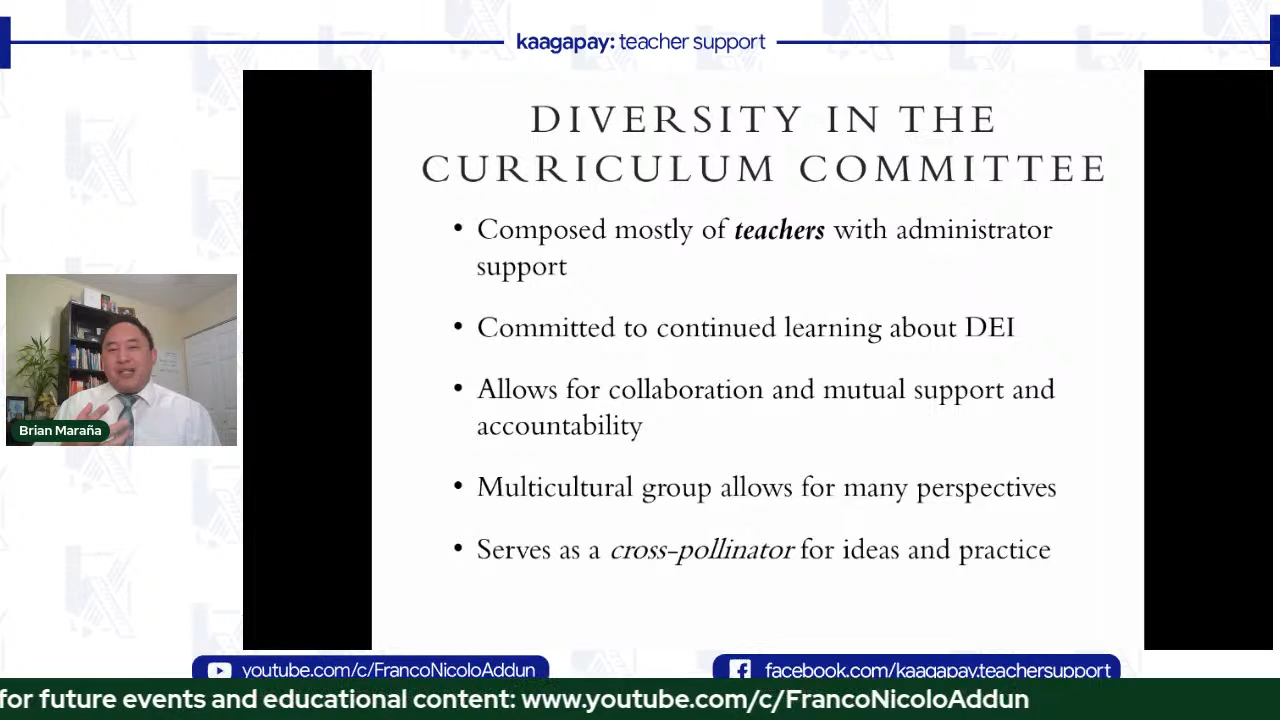 kaagapay: teacher support
DIVERSITY IN THE
CURRICULUM COMMITTEE
• Composed mostly of teachers with administrator
support
• Committed to continued learning about DEI
• Allows for collaboration and mutual support and
accountability
• Multicultural group allows for many perspectives
• Serves as a cross-pollinator for ideas and practice
Brian Maraña
youtube.com/c/FrancoNicoloAddun
facebook.com/kaagapay.teachersupport
for future events and educational content: www.youtube.com/c/FrancoNicoloAddun